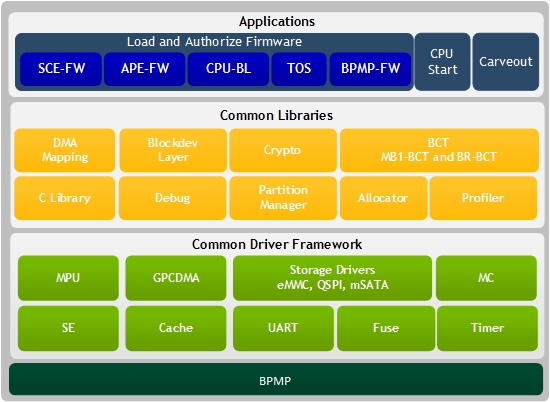 Applications
Load and Authorize Firmware
SCE-FW
APE-FW
CPU-BL
TOS
BPMP-FW
CPU
Start
Carveout
Common Libraries
DMA
Mapping
Blockdev
Layer
Crypto
BCT
MB1-BCT and BR-BCT
C Library
Debug
Partition
Manager
Allocator
Profiler
Common Driver Framework
MPU
GPCDMA
Storage Drivers
eMMC, QSPI, mSATA
MC
SE
Cache
UART
Fuse
Timer
BPMP